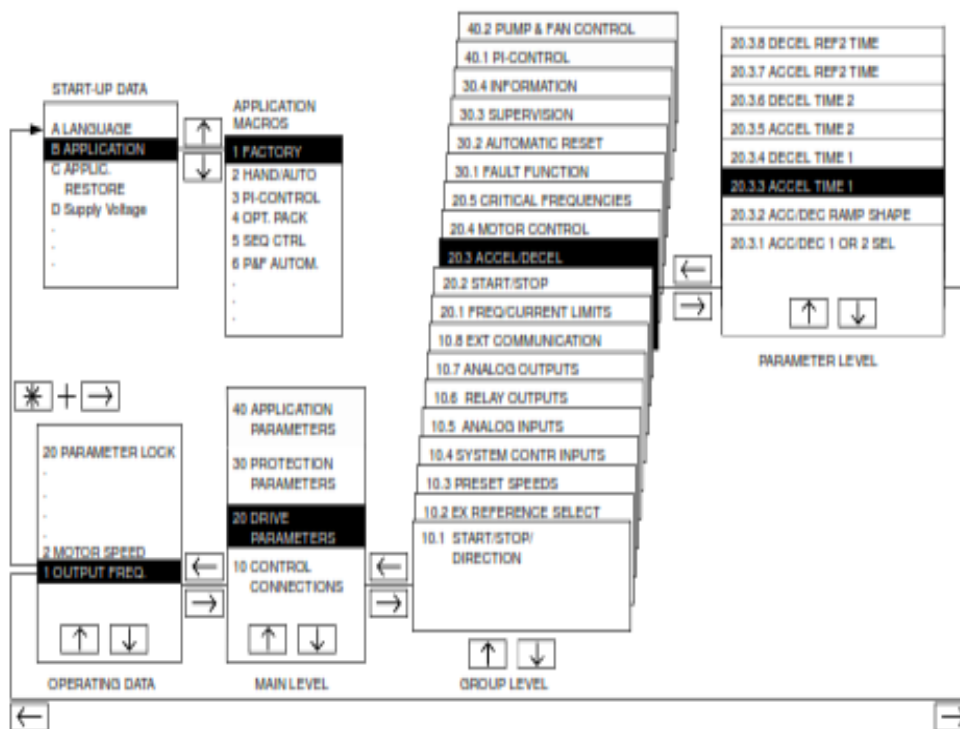 START-UP DATA
A LANGUAGE
B APPLICATION
C APPLIC.
RESTORE
D Supply Voltage
.
.
.
APPLICATION
MACROS
1 FACTORY
2 HAND/AUTO
3 PI-CONTROL
4 OPT. PACK
5 SEQ CTRL
6 P&F AUTOM.
.
.
.
40.2 PUMP & FAN CONTROL
40.1 PI-CONTROL
30.4 INFORMATION
30.3 SUPERVISION
30.2 AUTOMATIC RESET
30.1 FAULT FUNCTION
20.5 CRITICAL FREQUENCIES
20.4 MOTOR CONTROL
20.3 ACCEL/DECEL
20.2 START/STOP
20.1 FREQ/CURRENT LIMITS
10.8 EXT COMMUNICATION
10.7 ANALOG OUTPUTS
10.6 RELAY OUTPUTS
10.5 ANALOG INPUTS
10.4 SYSTEM CONTR INPUTS
10.3 PRESET SPEEDS
10.2 EX REFERENCE SELECT
10.1 START/STOP/
DIRECTION
↑ ↓
GROUP LEVEL
20.3.8 DECEL REF2 TIME
20.3.7 ACCEL REF2 TIME
20.3.6 DECEL TIME 2
20.3.5 ACCEL TIME 2
20.3.4 DECEL TIME 1
20.3.3 ACCEL TIME 1
20.3.2 ACC/DEC RAMP SHAPE
20.3.1 ACC/DEC 1 OR 2 SEL
↑ ↓
PARAMETER LEVEL
* + →
20 PARAMETER LOCK
.
.
.
.
2 MOTOR SPEED
1 OUTPUT FREQ.
↑ ↓
OPERATING DATA
40 APPLICATION
PARAMETERS
30 PROTECTION
PARAMETERS
20 DRIVE
PARAMETERS
10 CONTROL
CONNECTIONS
↑ ↓
MAIN LEVEL
← →